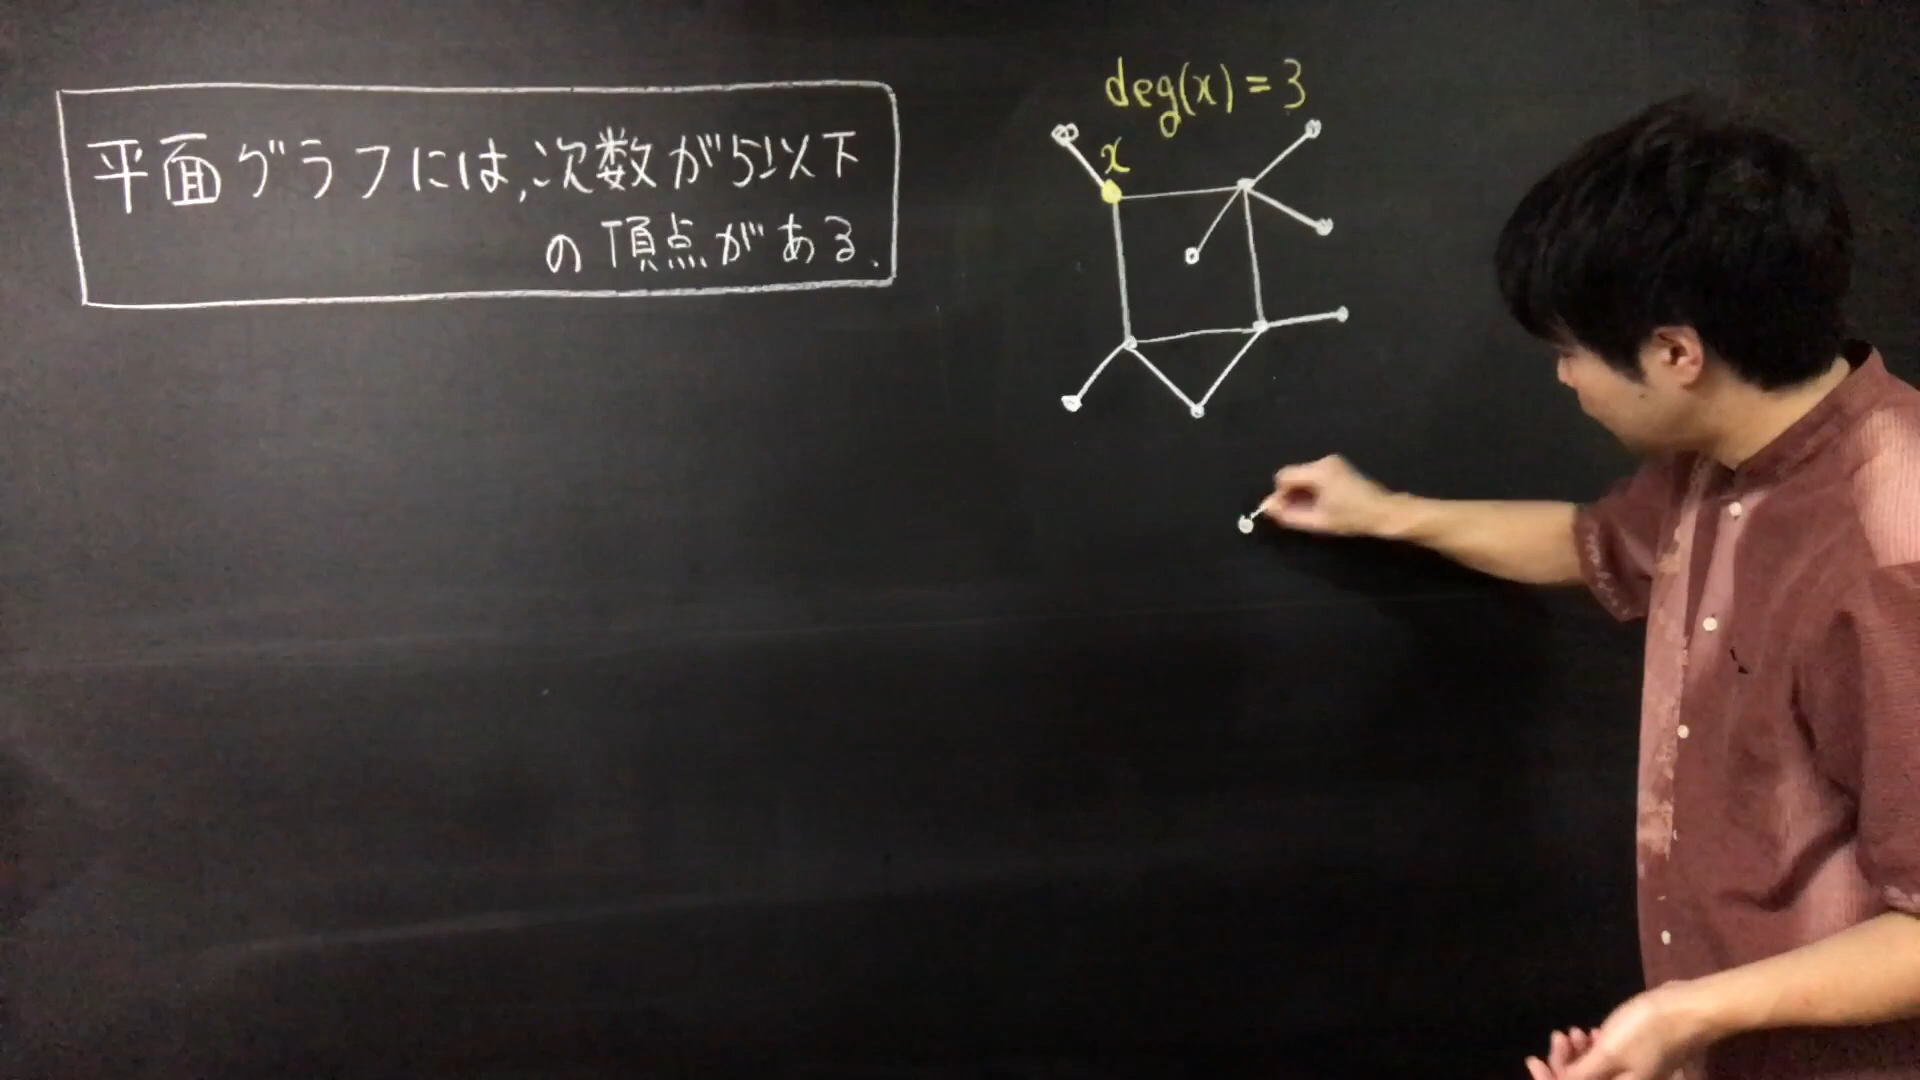 平面グラフには,次数が5以下
の頂点がある.
deg(x) = 3
x